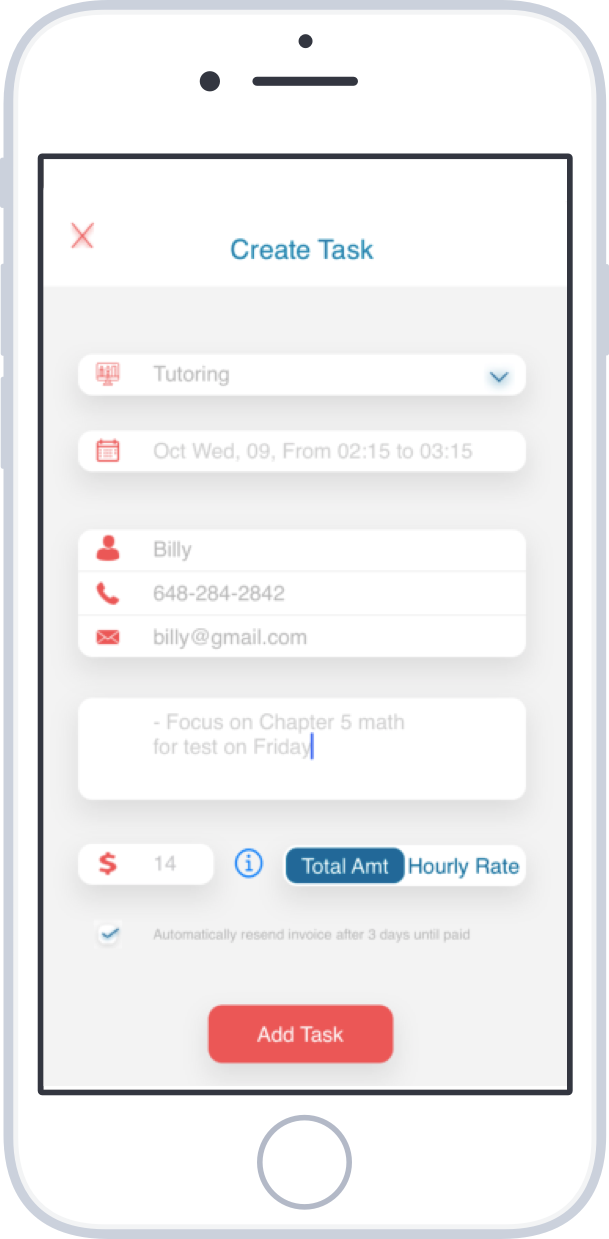 Create Task
Tutoring
Oct Wed, 09, From 02:15 to 03:15
Billy
648-284-2842
billy@gmail.com
- Focus on Chapter 5 math
for test on Friday
$ 14 Total Amt Hourly Rate
Automatically resend invoice after 3 days until paid
Add Task